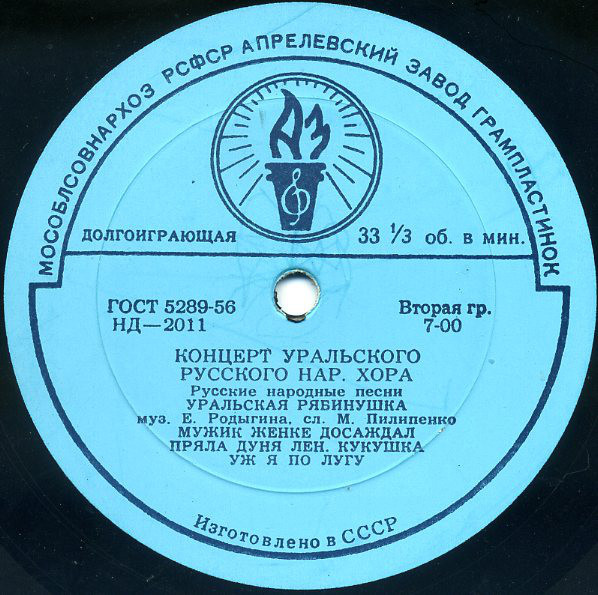 МОСОБЛСОВНАРХОЗ РСФСР АПРЕЛЕВСКИЙ ЗАВОД ГРАМПЛАСТИНОК
АЗ
ДОЛГОИГРАЮЩАЯ 33 1/3 об. в мин.
ГОСТ 5289-56 Вторая гр.
НД—2011 7-00
КОНЦЕРТ УРАЛЬСКОГО
РУССКОГО НАР. ХОРА
Русские народные песни
УРАЛЬСКАЯ РЯБИНУШКА
муз. Е. Родыгина, сл. М. Пилипенко
МУЖИК ЖЕНКЕ ДОСАЖДАЛ
ПРЯЛА ДУНЯ ЛЕН. КУКУШКА
УЖ Я ПО ЛУГУ
Изготовлено в СССР